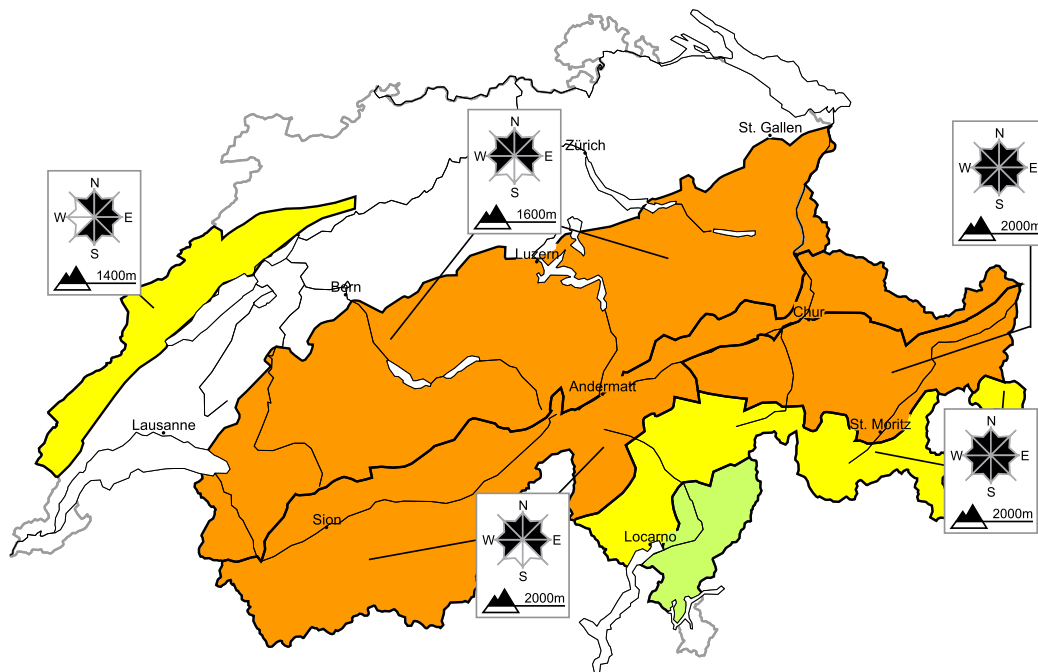 St. Gallen
Zürich
N
W E
S
1600m
N
W E
S
2000m
N
W E
S
1400m
Luzern
Bern
Chur
Andermatt
Lausanne
St. Moritz
N
W E
S
2000m
Sion
N
W E
S
2000m
Locarno